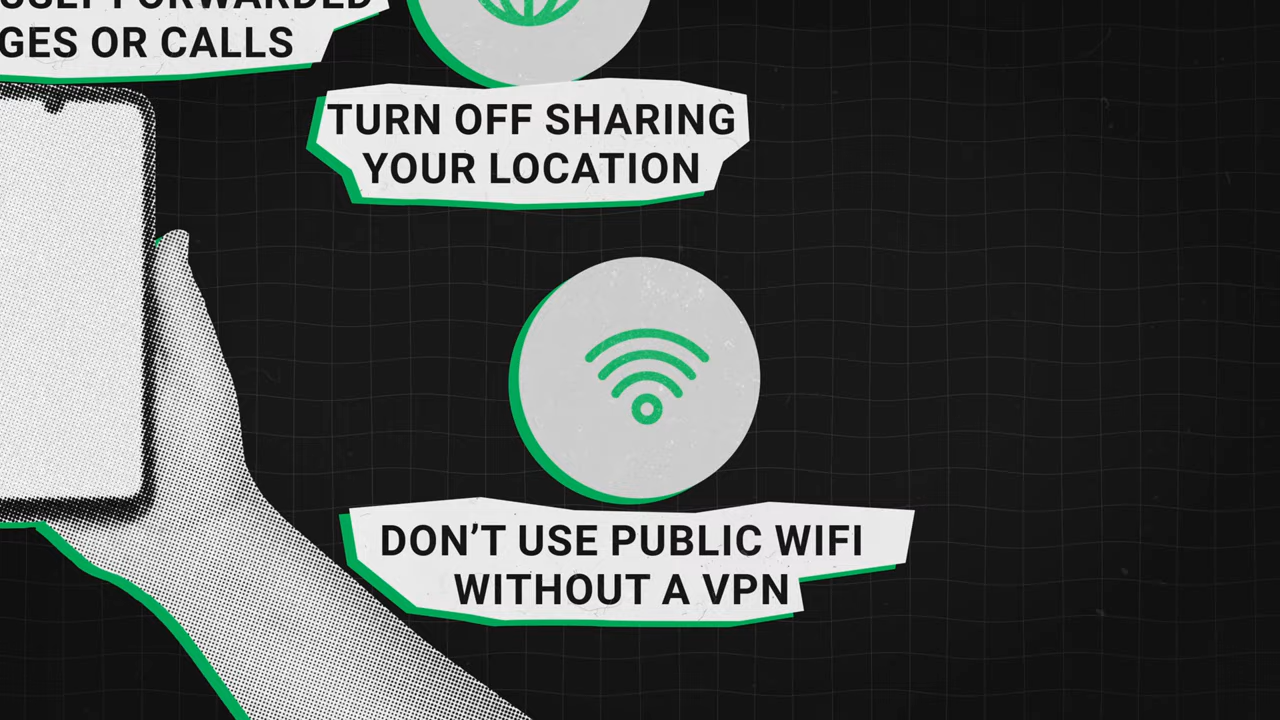 GES OR CALLS
TURN OFF SHARING
YOUR LOCATION
DON’T USE PUBLIC WIFI
WITHOUT A VPN